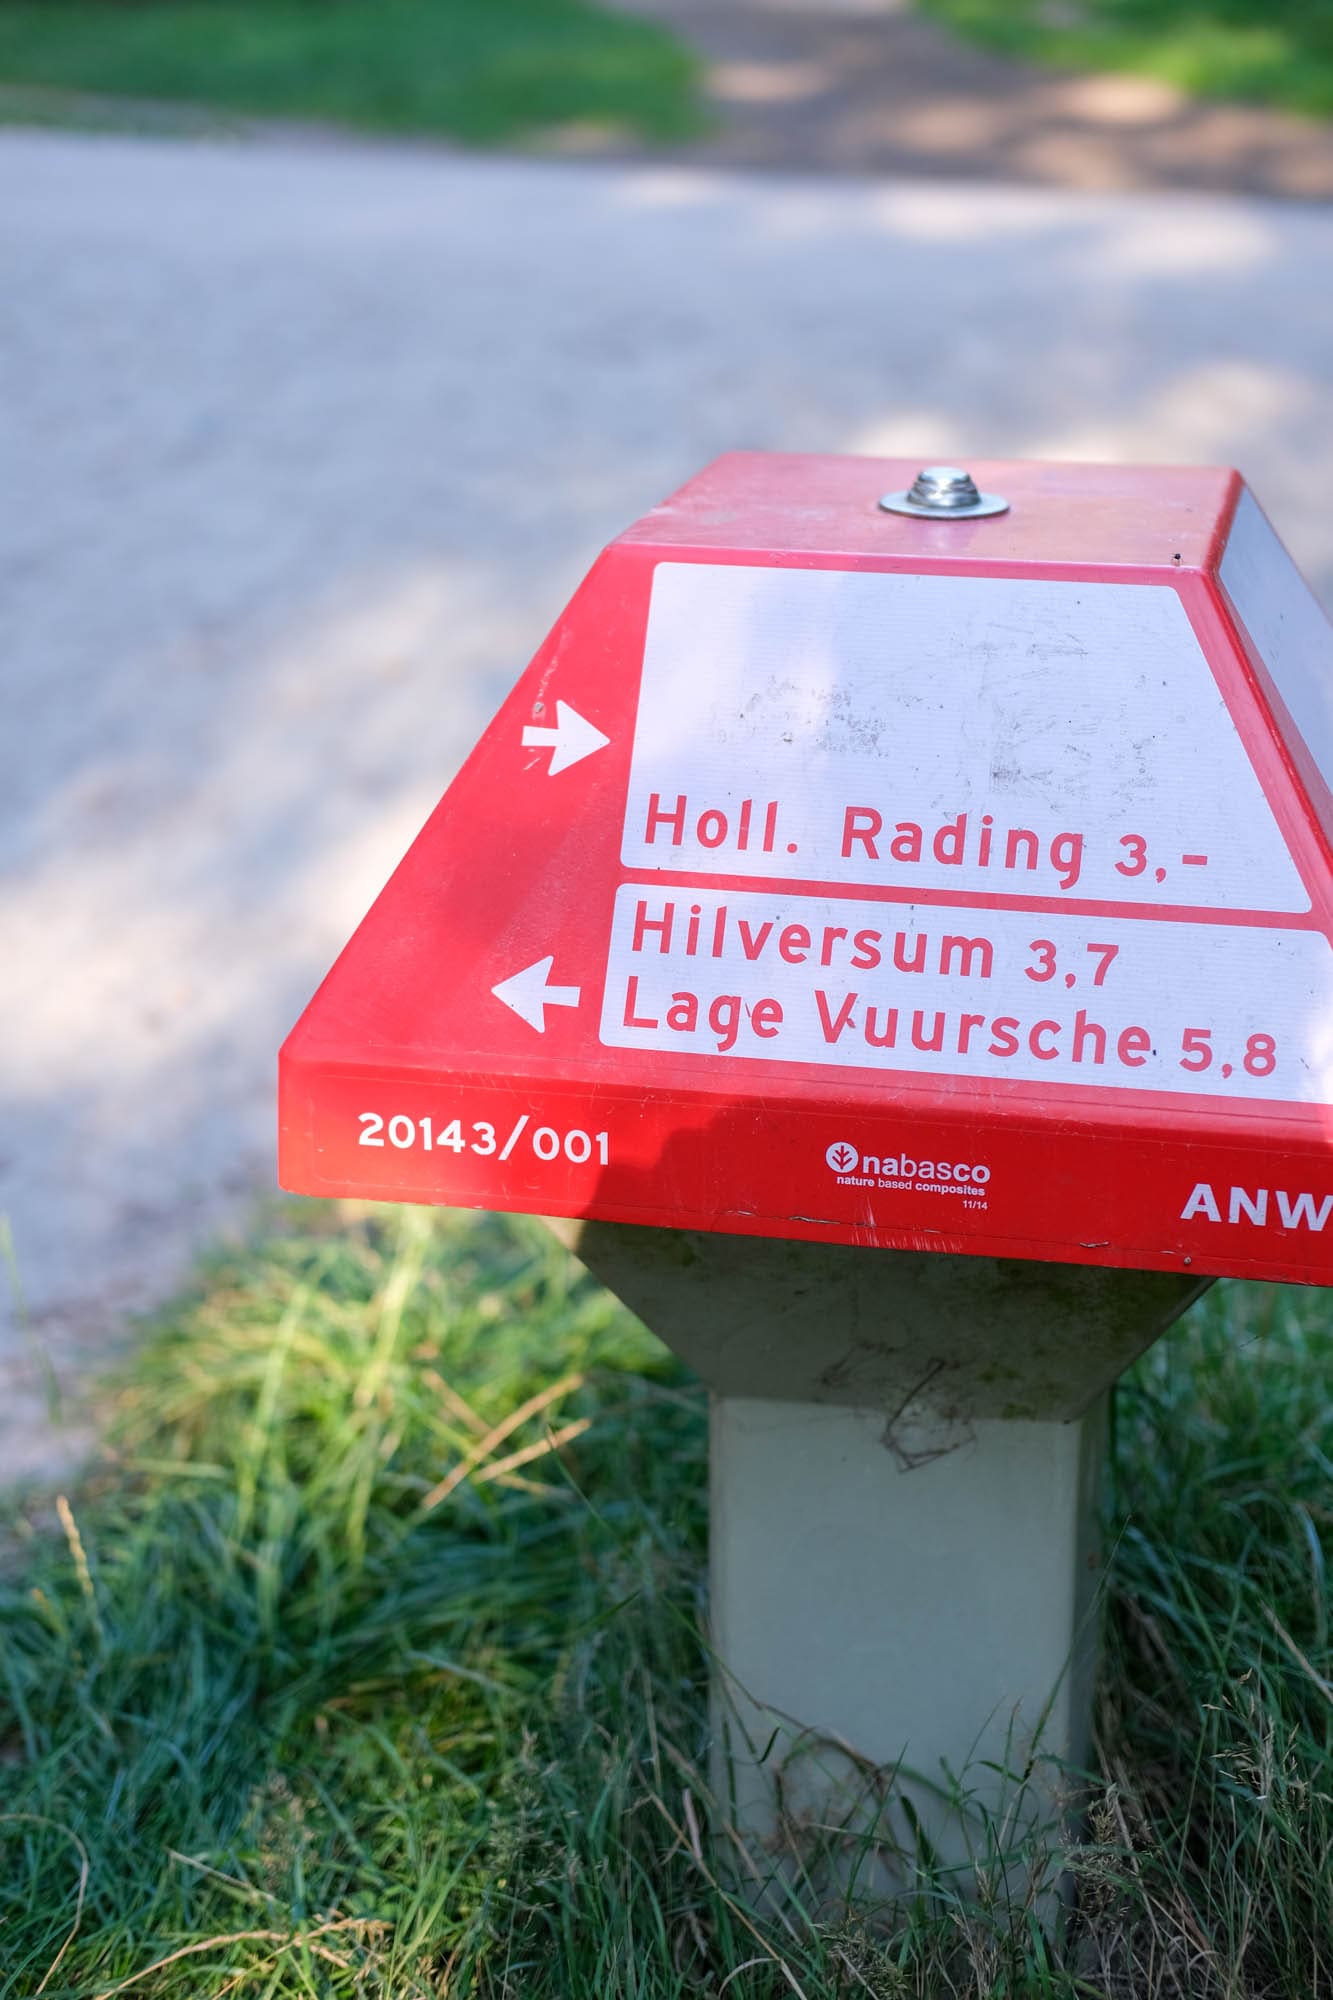 Holl. Rading 3,-
Hilversum 3,7
Lage Vuursche 5,8
20143/001
nabasco
nature based composites
11/14
ANW